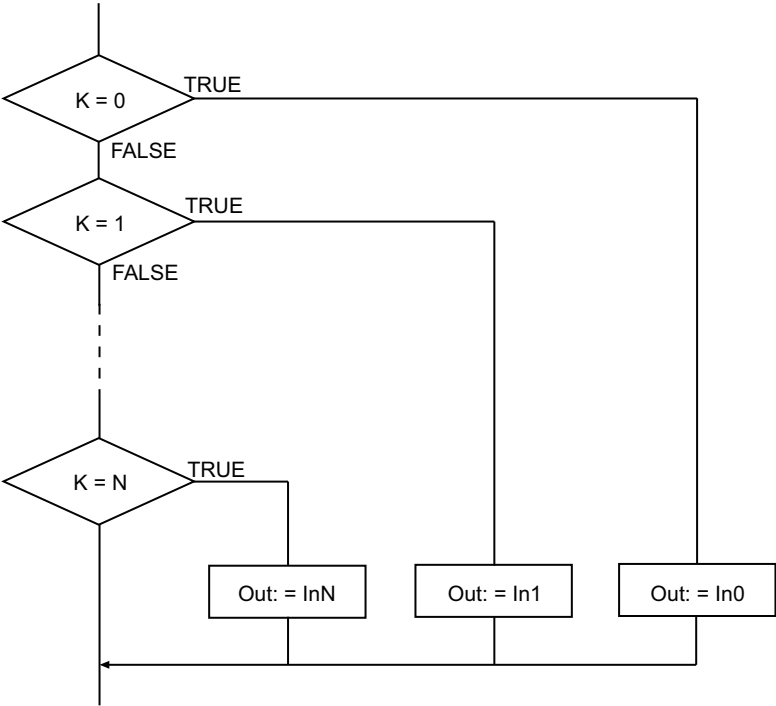 TRUE
K = 0
FALSE
TRUE
K = 1
FALSE
TRUE
K = N
Out: = InN
Out: = In1
Out: = In0